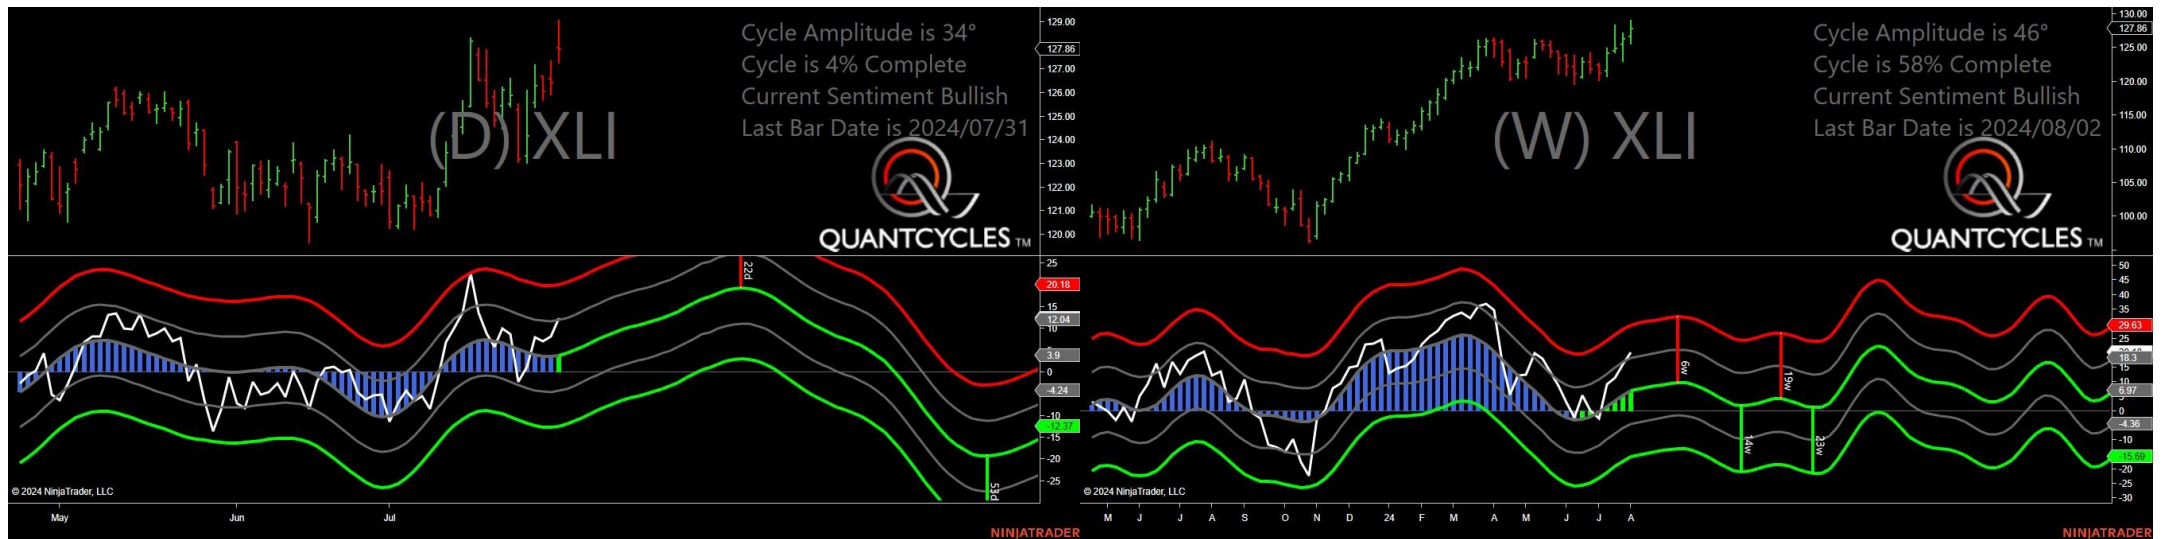 Cycle Amplitude is 34°
Cycle is 4% Complete
Current Sentiment Bullish
Last Bar Date is 2024/07/31
(D) XLI
QUANTCYCLES TM
129.00
127.86
127.00
126.00
125.00
124.00
123.00
122.00
121.00
120.00
22d
53d
25
20.18
15
12.04
10
3.9
0
-4.24
-10
-12.37
-15
-20
-25
© 2024 NinjaTrader, LLC
May Jun Jul
NINJATRADER
Cycle Amplitude is 46°
Cycle is 58% Complete
Current Sentiment Bullish
Last Bar Date is 2024/08/02
(W) XLI
QUANTCYCLES TM
130.00
127.86
125.00
120.00
115.00
110.00
105.00
100.00
6w
19w
14w
23w
50
45
40
35
29.63
25
18.3
15
10
6.97
0
-4.36
-10
-15.69
-20
-25
-30
© 2024 NinjaTrader, LLC
M J J A S O N D 24 F M A M J J A
NINJATRADER